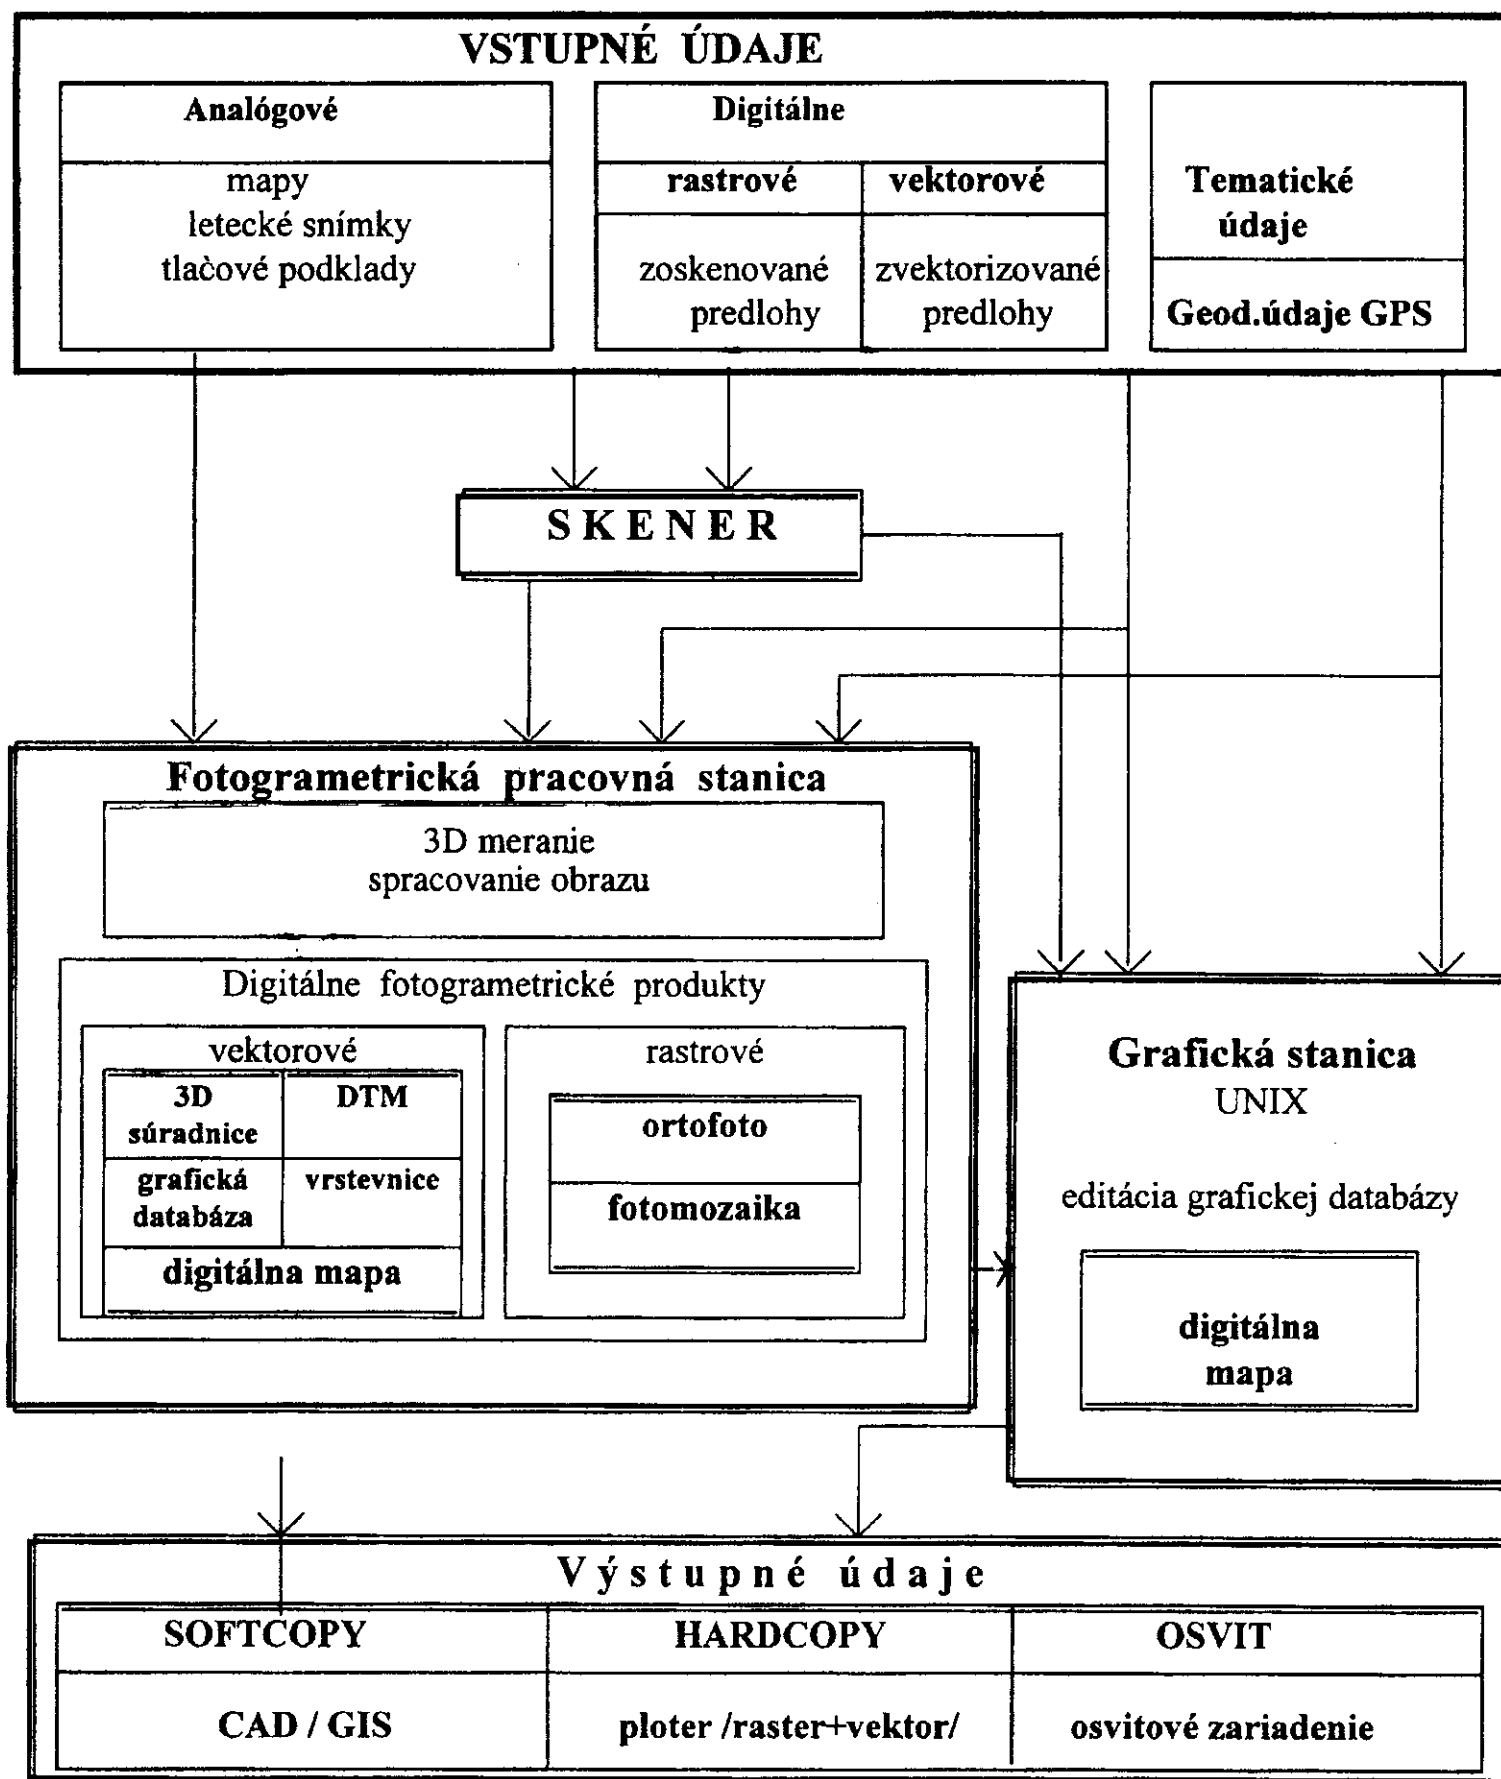 VSTUPNÉ ÚDAJE
Analógové
mapy
letecké snímky
tlačové podklady
Digitálne
rastrové
vektorové
zoskenované
predlohy
zvektorizované
predlohy
Tematické
údaje
Geod.údaje GPS
SKENER
Fotogrametrická pracovná stanica
3D meranie
spracovanie obrazu
Digitálne fotogrametrické produkty
vektorové
3D
súradnice
DTM
grafická
databáza
vrstevnice
digitálna mapa
rastrové
ortofoto
fotomozaika
Grafická stanica
UNIX
editácia grafickej databázy
digitálna
mapa
Výstupné údaje
SOFTCOPY
HARDCOPY
OSVIT
CAD / GIS
ploter /raster+vektor/
osvitové zariadenie